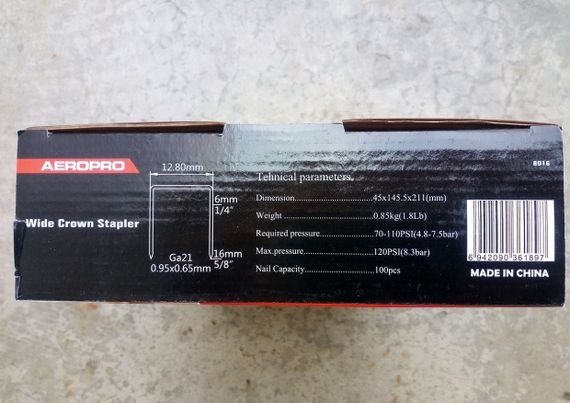 AEROPRO
8016
12.80mm
6mm
1/4"
Wide Crown Stapler
Ga21
0.95x0.65mm
16mm
5/8"
Tehnical parameters
Dimension.....................................45x145.5x211(mm)
Weight..........................................0.85kg(1.8Lb)
Required pressure..........................70-110PSI(4.8-7.5bar)
Max.pressure.................................120PSI(8.3bar)
Nail Capacity.................................100pcs
6 942090 361897
MADE IN CHINA